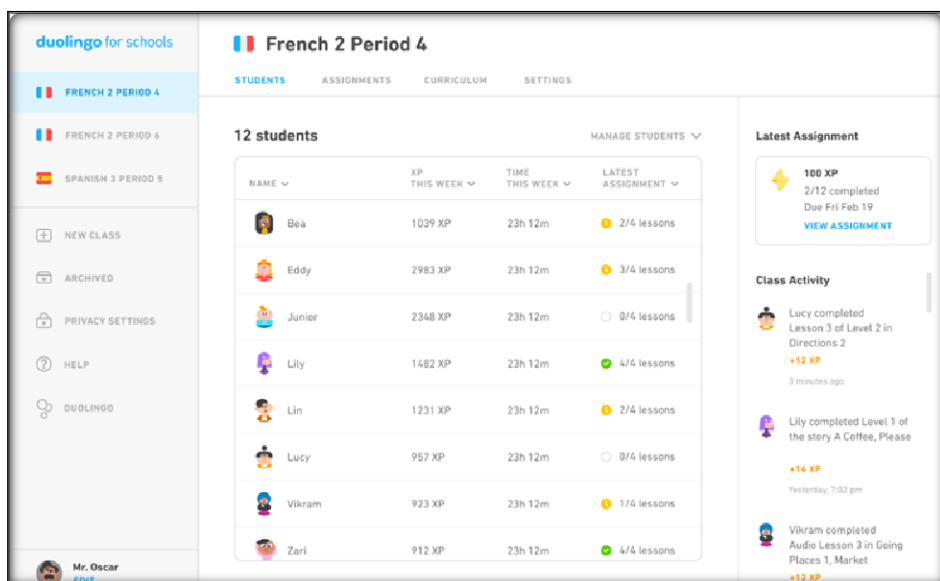 duolingo for schools
FRENCH 2 PERIOD 4
FRENCH 2 PERIOD 6
SPANISH 3 PERIOD 5
NEW CLASS
ARCHIVED
PRIVACY SETTINGS
HELP
DUOLINGO
Mr. Oscar
EDIT
French 2 Period 4
STUDENTS ASSIGNMENTS CURRICULUM SETTINGS
12 students MANAGE STUDENTS
NAME XP THIS WEEK TIME THIS WEEK LATEST ASSIGNMENT
Bea 1039 XP 23h 12m 2/4 lessons
Eddy 2983 XP 23h 12m 3/4 lessons
Junior 2348 XP 23h 12m 0/4 lessons
Lily 1482 XP 23h 12m 4/4 lessons
Lin 1231 XP 23h 12m 2/4 lessons
Lucy 957 XP 23h 12m 0/4 lessons
Vikram 923 XP 23h 12m 1/4 lessons
Zari 912 XP 23h 12m 4/4 lessons
Latest Assignment
100 XP
2/12 completed
Due Fri Feb 19
VIEW ASSIGNMENT
Class Activity
Lucy completed
Lesson 3 of Level 2 in
Directions 2
+12 XP
3 minutes ago
Lily completed Level 1 of
the story A Coffee, Please
+14 XP
Yesterday, 7:02 pm
Vikram completed
Audio Lesson 3 in Going
Places 1, Market
+12 XP